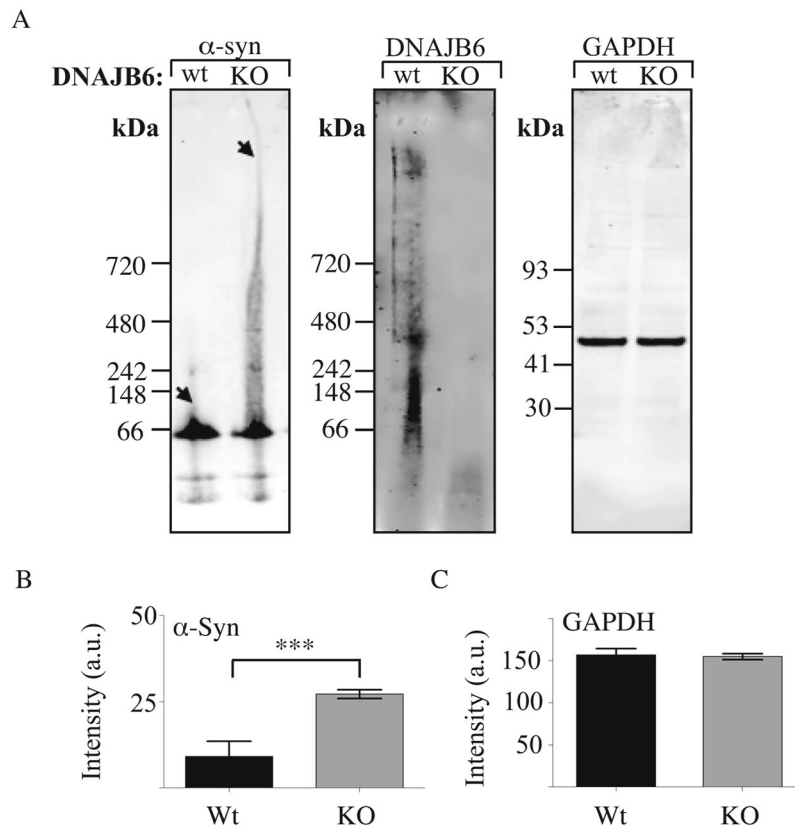 A
α-syn
DNAJB6
GAPDH
DNAJB6: wt KO
wt KO
wt KO
kDa
720
480
242
148
66
kDa
720
480
242
148
66
kDa
93
53
41
30
B
α-Syn
Intensity (a.u.)
50
25
***
Wt KO
C
GAPDH
Intensity (a.u.)
150
100
50
Wt KO